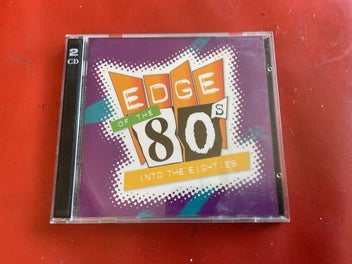 2
CD
EDGE
OF THE
80s
INTO THE EIGHTIES